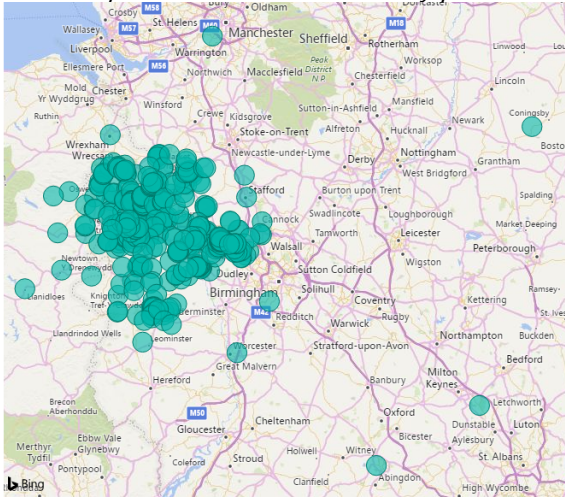 Crosby
M58
Oldham
M18
Wallasey
M57
St Helens
M60
Manchester
Sheffield
Rotherham
Liverpool
Warrington
Worksop
Linwood
Ellesmere Port
M56
Peak
District
N P
Chesterfield
Northwich
Macclesfield
Lincoln
Mold
Chester
Yr Wyddgrug
Winsford
Mansfield
Sutton-in-Ashfield
Coningsby
Ruthin
Crewe
Kidsgrove
Newark
Stoke-on-Trent
Alfreton
Hucknall
Wrexham
Wrecsam
Newcastle-under-Lyme
Derby
Nottingham
Grantham
West Bridgford
Stafford
Burton upon Trent
Spalding
Swadlincote
Loughborough
Cannock
Market Deeping
Tamworth
Leicester
Walsall
Peterborough
Newtown
Wigston
Y Drenewydd
Dudley
Sutton Coldfield
Llanidloes
Birmingham
Solihull
Coventry
Kettering
Ramsey
M42
Redditch
Rugby
Warwick
Llandrindod Wells
Leominster
Northampton
Buckden
Worcester
Stratford-upon-Avon
Great Malvern
Bedford
Hereford
Banbury
Milton
Keynes
Brecon
Aberhonddu
Letchworth
M50
Cheltenham
Oxford
Dunstable
Luton
Gloucester
Bicester
Aylesbury
Ebbw Vale
Glynebwy
Merthyr
Tydfil
Holwell
Witney
St. Albans
Coleford
Stroud
Pontypool
Clanfield
Abingdon
High Wycombe
Bing